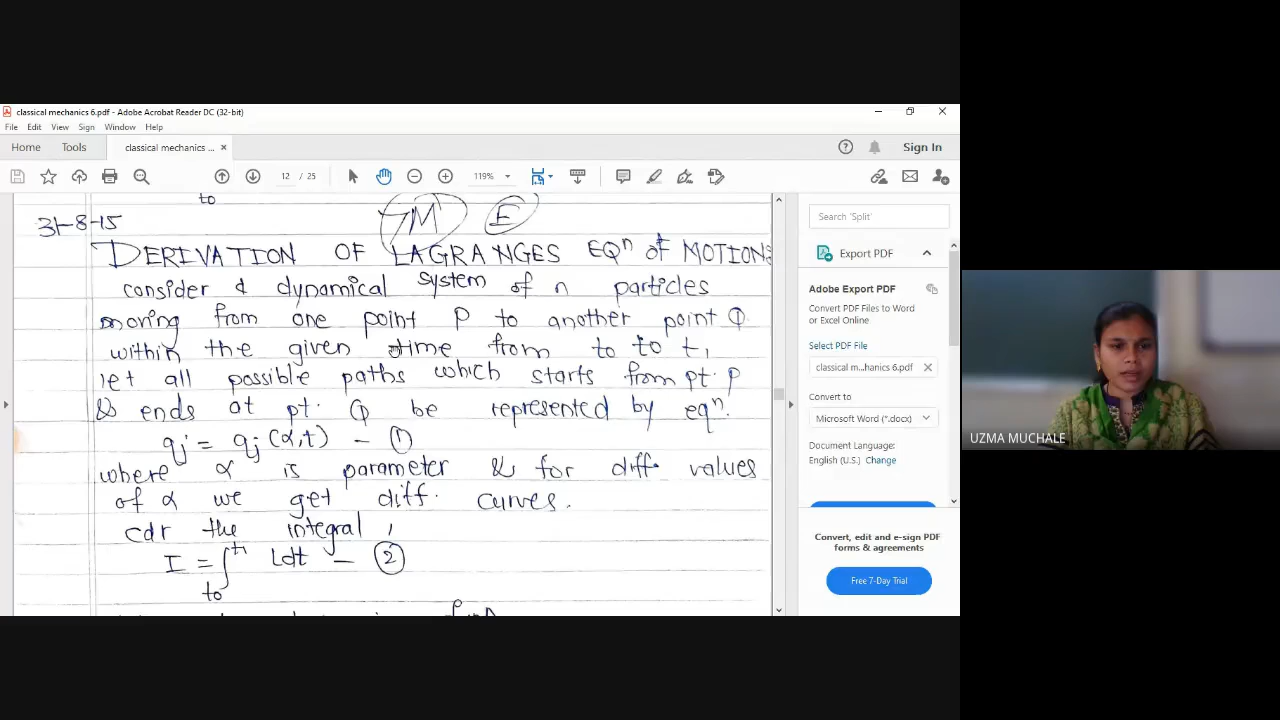 classical mechanics 6.pdf - Adobe Acrobat Reader DC (32-bit)
File Edit View Sign Window Help
Home Tools classical mechanics ... × Sign In
12 / 25 119%
to
31-8-15 7M E
DERIVATION OF LAGRANGES EQn of MOTION:
consider a dynamical system of n particles
moving from one point P to another point Q
within the given time from to to t1
let all possible paths which starts from pt. P
& ends at pt. Q be represented by eqn.
qj = qj (α,t) - ①
where α is parameter & for diff. values
of α we get diff. curves.
cdr the integral,
I = ∫ t1 Ldt - ②
to
Search 'Split'
Export PDF
Adobe Export PDF
Convert PDF Files to Word
or Excel Online
Select PDF File
classical m...hanics 6.pdf ×
Convert to
Microsoft Word (*.docx)
Document Language:
English (U.S.) Change
Convert, edit and e-sign PDF
forms & agreements
Free 7-Day Trial
UZMA MUCHALE